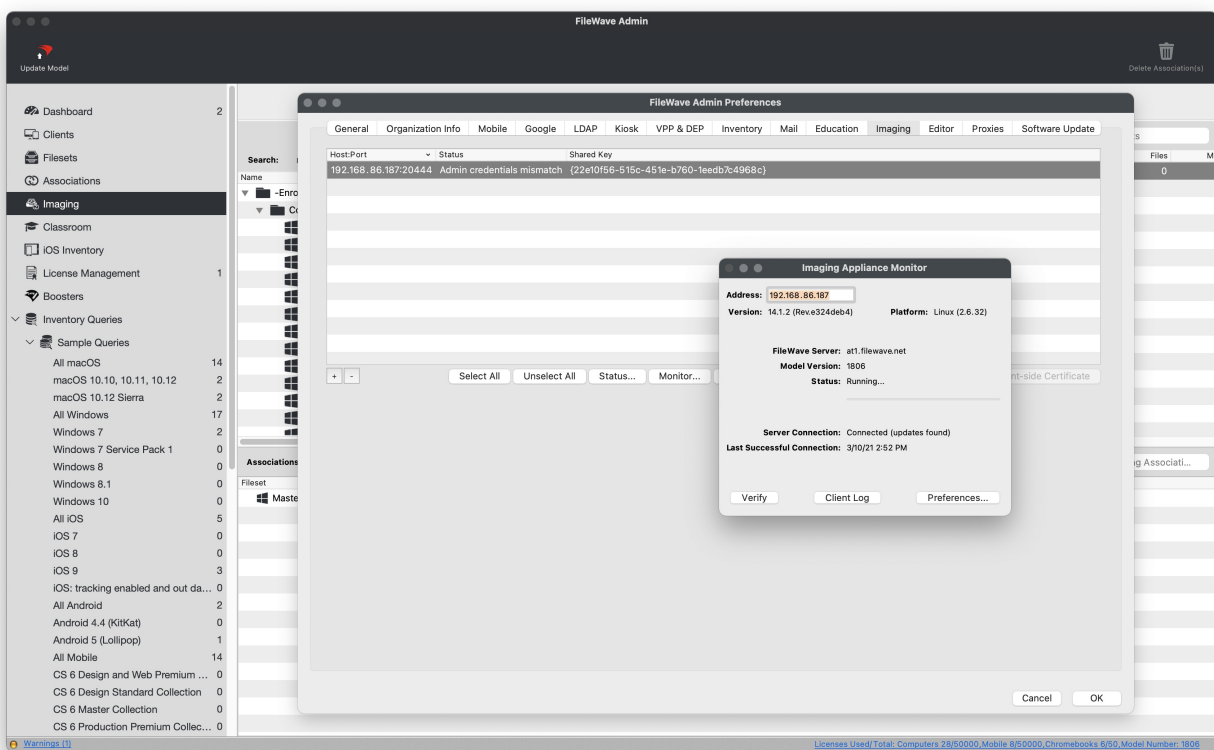 FileWave Admin
Update Model
Delete Association(s)
Dashboard 2
Clients
Filesets
Associations
Imaging
Classroom
iOS Inventory
License Management 1
Boosters
Inventory Queries
Sample Queries
All macOS 14
macOS 10.10, 10.11, 10.12 2
macOS 10.12 Sierra 2
All Windows 17
Windows 7 2
Windows 7 Service Pack 1 0
Windows 8 0
Windows 8.1 0
Windows 10 0
All iOS 5
iOS 7 0
iOS 8 0
iOS 9 3
iOS: tracking enabled and out da... 0
All Android 2
Android 4.4 (KitKat) 0
Android 5 (Lollipop) 1
All Mobile 14
CS 6 Design and Web Premium ... 0
CS 6 Design Standard Collection 0
CS 6 Master Collection 0
CS 6 Production Premium Collec... 0
Search:
Name
-Enro
Co
Associations
Fileset
Maste
FileWave Admin Preferences
General Organization Info Mobile Google LDAP Kiosk VPP & DEP Inventory Mail Education Imaging Editor Proxies Software Update
Host:Port Status Shared Key
192.168.86.187:20444 Admin credentials mismatch {22e10f56-515c-451e-b760-1eedb7c4968c}
+ - Select All Unselect All Status... Monitor... nt-side Certificate
Imaging Appliance Monitor
Address: 192.168.86.187
Version: 14.1.2 (Rev.e324deb4) Platform: Linux (2.6.32)
FileWave Server: at1.filewave.net
Model Version: 1806
Status: Running...
Server Connection: Connected (updates found)
Last Successful Connection: 3/10/21 2:52 PM
Verify Client Log Preferences...
Cancel OK
s
Files M
0
ng Associati...
Warnings (1)
Licenses Used/Total: Computers 28/50000,Mobile 8/50000,Chromebooks 6/50,Model Number: 1806